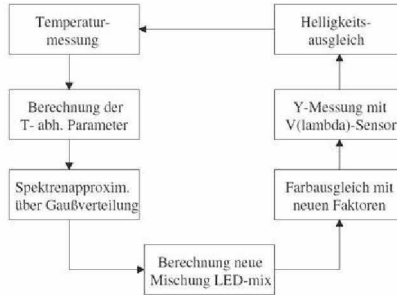 Temperatur-
messung
Berechnung der
T- abh. Parameter
Spektrenapproxim.
über Gaußverteilung
Berechnung neue
Mischung LED-mix
Farbausgleich mit
neuen Faktoren
Y-Messung mit
V(lambda)-Sensor
Helligkeits-
ausgleich